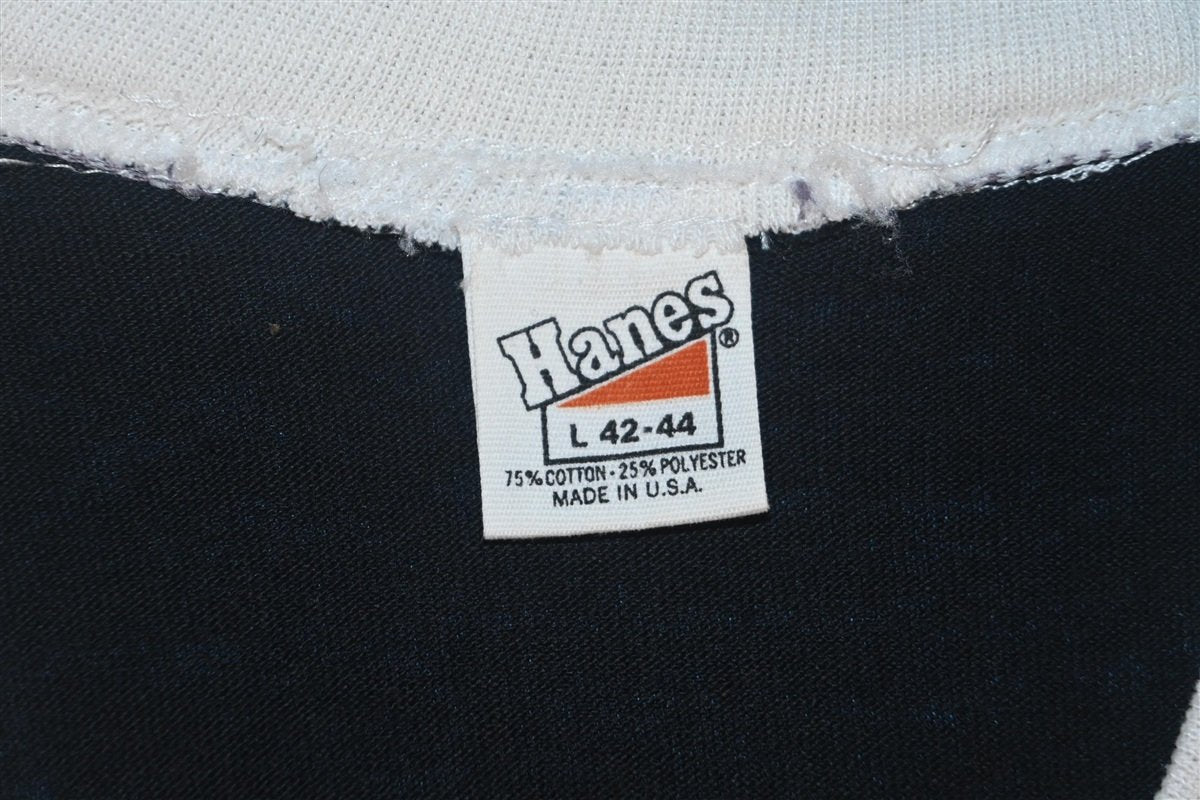 Hanes®
L 42-44
75% COTTON · 25% POLYESTER
MADE IN U.S.A.